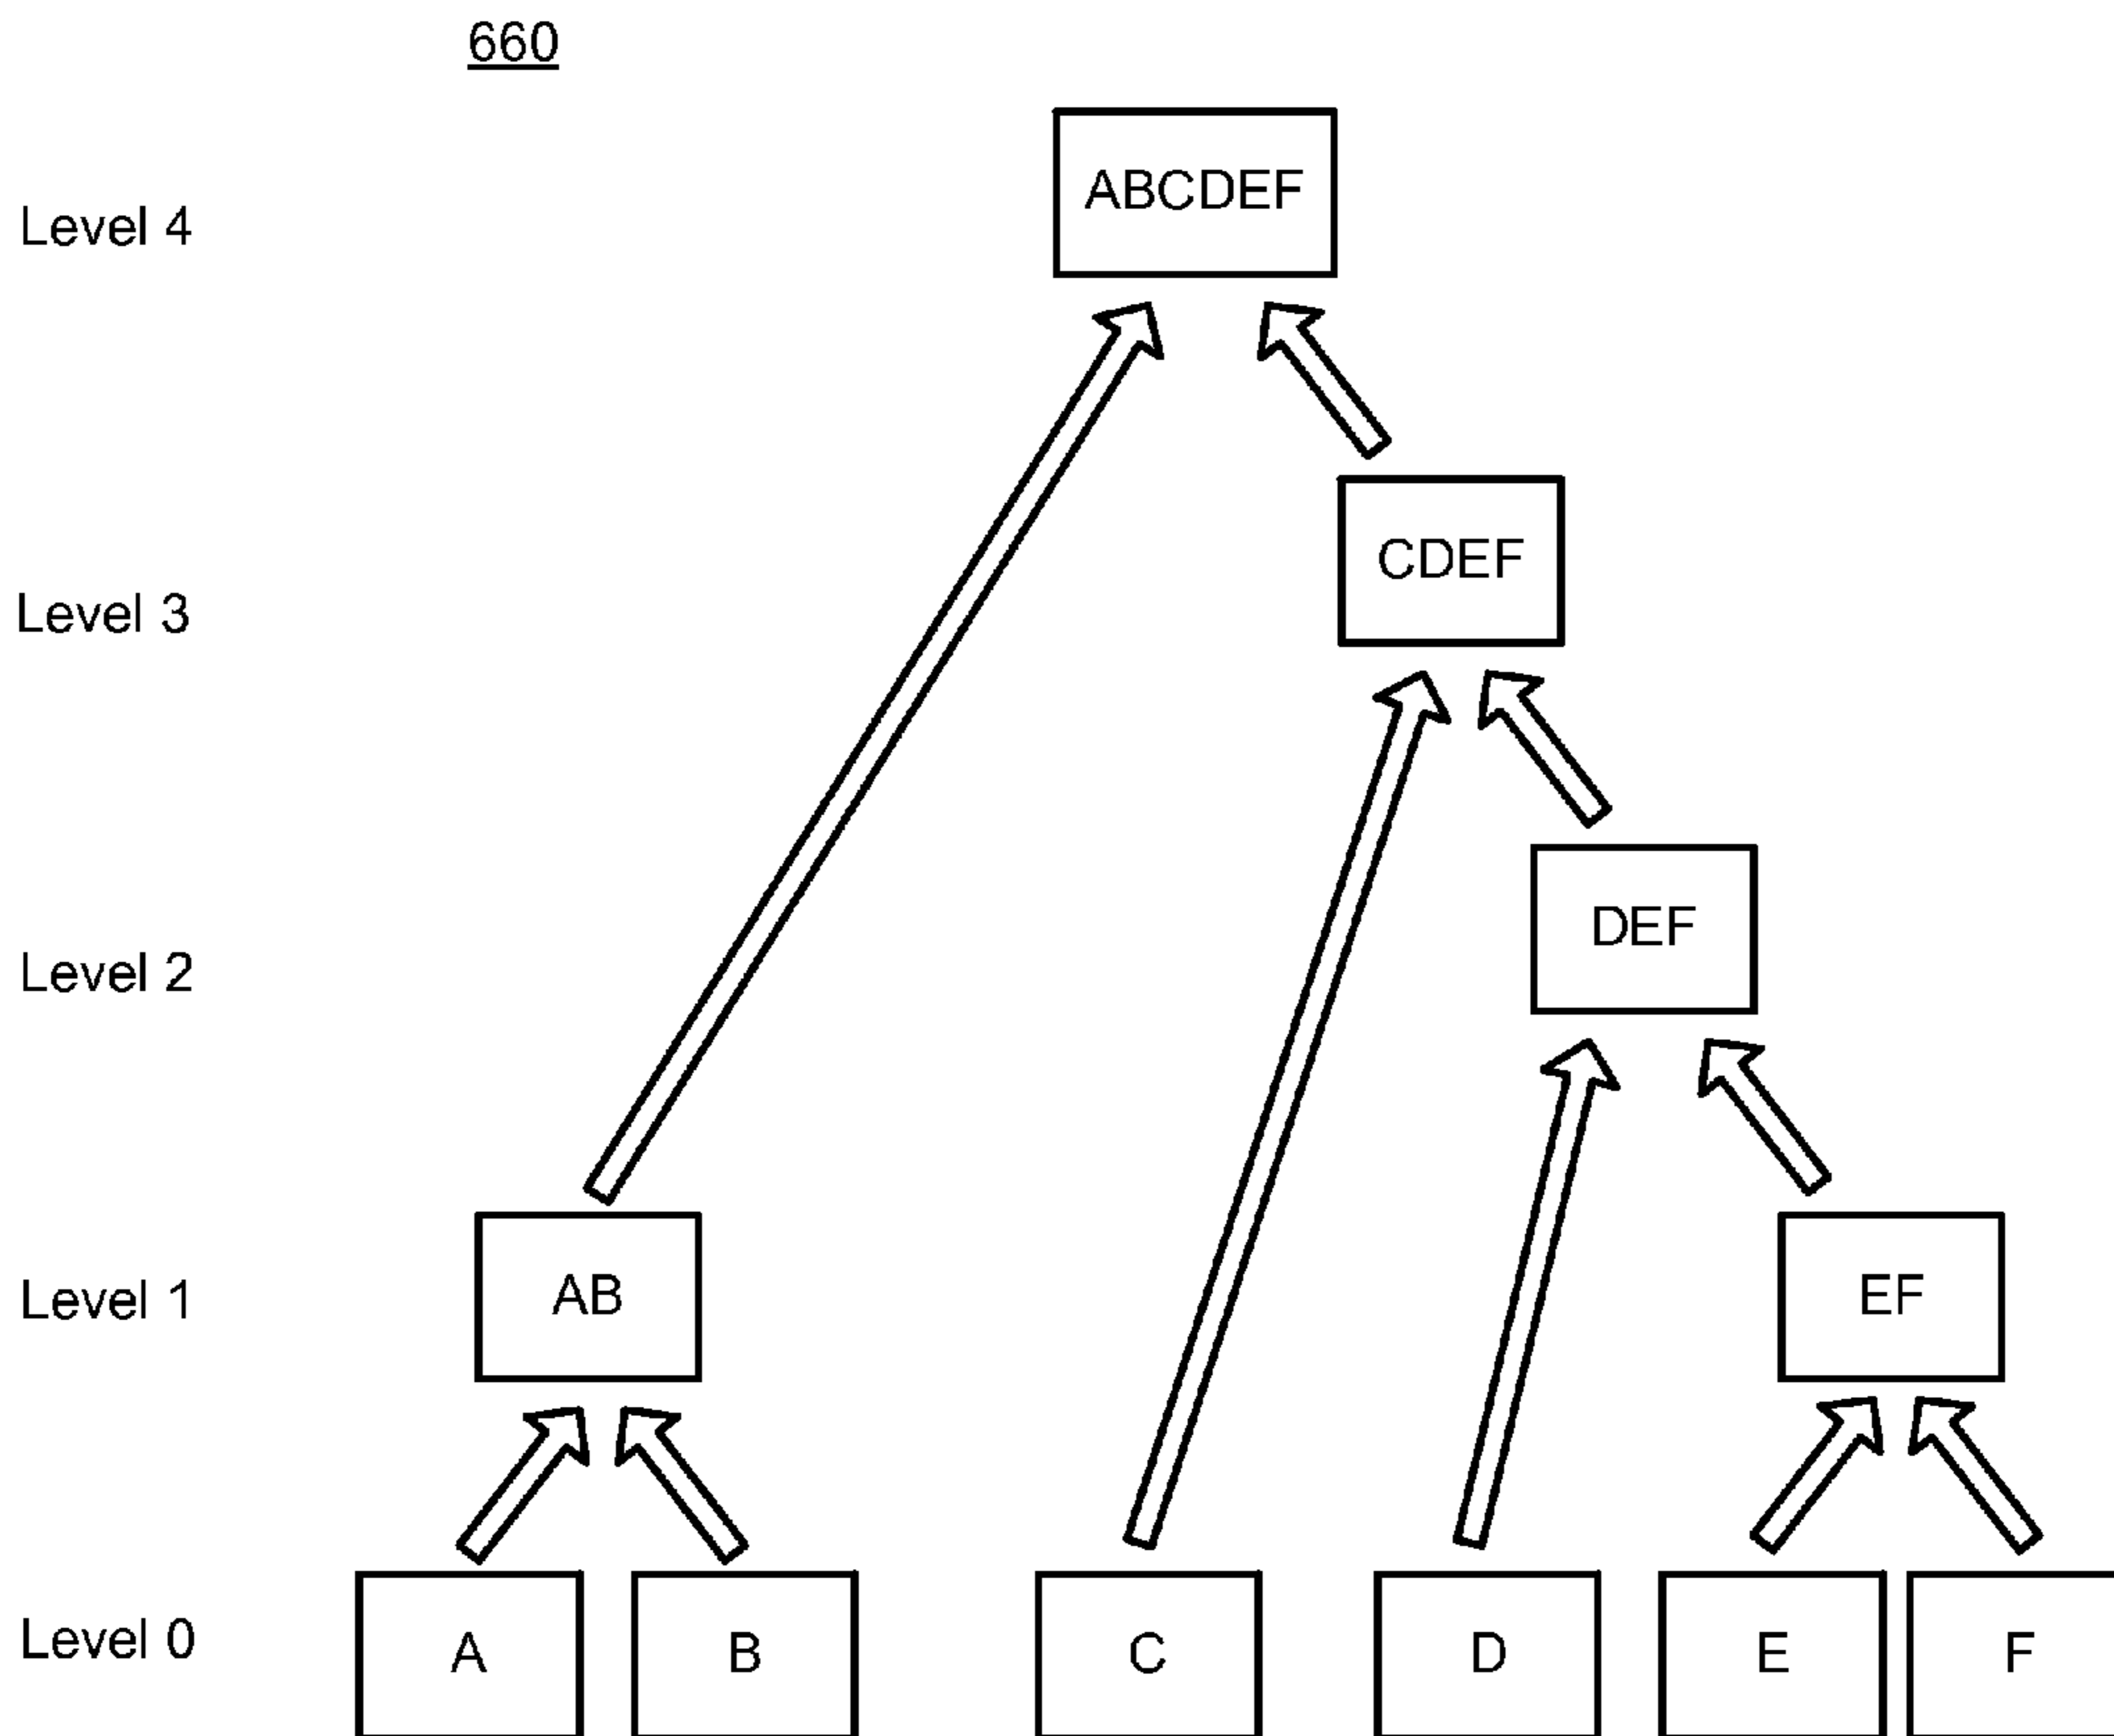 660
ABCDEF
Level 4
CDEF
Level 3
DEF
Level 2
AB
EF
Level 1
Level 0
A
B
C
D
E
F